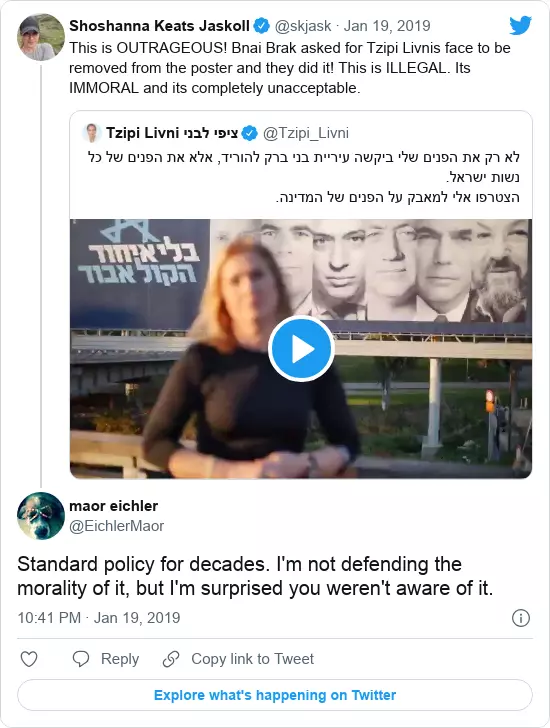 Shoshanna Keats Jaskoll @skjask · Jan 19, 2019
This is OUTRAGEOUS! Bnai Brak asked for Tzipi Livnis face to be
removed from the poster and they did it! This is ILLEGAL. Its
IMMORAL and its completely unacceptable.
Tzipi Livni ציפי לבני @Tzipi_Livni
לא רק את הפנים שלי ביקשה עיריית בני ברק להוריד, אלא את הפנים של כל
נשות ישראל.
הצטרפו אלי למאבק על הפנים של המדינה.
בלי איחוד
הקול אבוד
maor eichler
@EichlerMaor
Standard policy for decades. I'm not defending the
morality of it, but I'm surprised you weren't aware of it.
10:41 PM · Jan 19, 2019
Reply Copy link to Tweet
Explore what's happening on Twitter